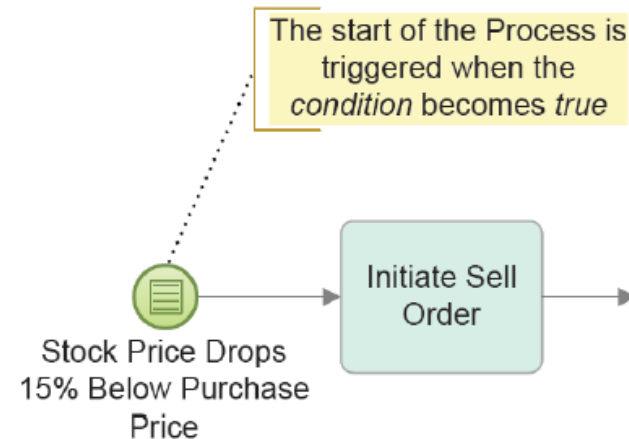 The start of the Process is
triggered when the
condition becomes true
Initiate Sell
Order
Stock Price Drops
15% Below Purchase
Price